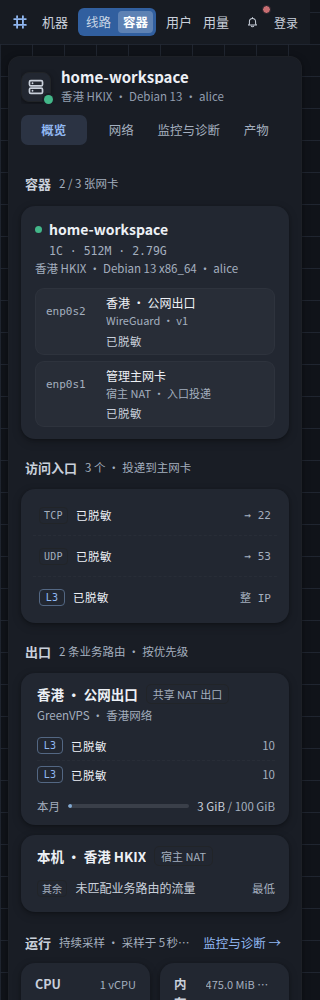 机器 线路 容器 用户 用量 登录
home-workspace
香港 HKIX • Debian 13 • alice
概览 网络 监控与诊断 产物
容器 2 / 3 张网卡
home-workspace
1C · 512M · 2.79G
香港 HKIX • Debian 13 x86_64 • alice
enp0s2 香港 • 公网出口
WireGuard • v1
已脱敏
enp0s1 管理主网卡
宿主 NAT • 入口投递
已脱敏
访问入口 3 个 • 投递到主网卡
TCP 已脱敏 → 22
UDP 已脱敏 → 53
L3 已脱敏 整 IP
出口 2 条业务路由 • 按优先级
香港 • 公网出口 共享 NAT 出口
GreenVPS • 香港网络
L3 已脱敏 10
L3 已脱敏 10
本月 3 GiB / 100 GiB
本机 • 香港 HKIX 宿主 NAT
其余 未匹配业务路由的流量 最低
运行 持续采样 • 采样于 5 秒… 监控与诊断 →
CPU 1 vCPU 内 475.0 MiB …